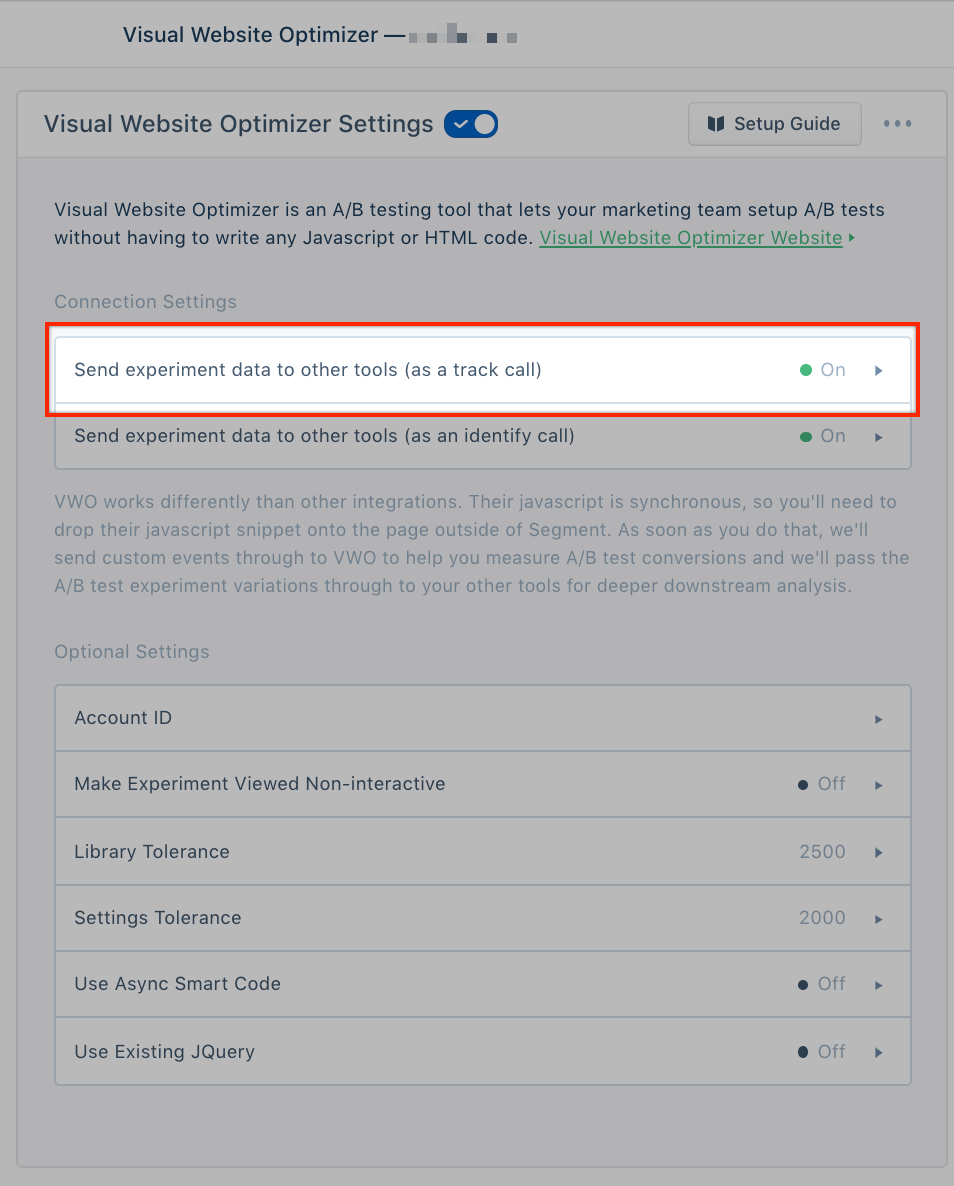 Visual Website Optimizer —
Visual Website Optimizer Settings
Setup Guide
Visual Website Optimizer is an A/B testing tool that lets your marketing team setup A/B tests
without having to write any Javascript or HTML code. Visual Website Optimizer Website
Connection Settings
Send experiment data to other tools (as a track call) On
Send experiment data to other tools (as an identify call) On
VWO works differently than other integrations. Their javascript is synchronous, so you'll need to
drop their javascript snippet onto the page outside of Segment. As soon as you do that, we'll
send custom events through to VWO to help you measure A/B test conversions and we'll pass the
A/B test experiment variations through to your other tools for deeper downstream analysis.
Optional Settings
Account ID
Make Experiment Viewed Non-interactive Off
Library Tolerance 2500
Settings Tolerance 2000
Use Async Smart Code Off
Use Existing JQuery Off